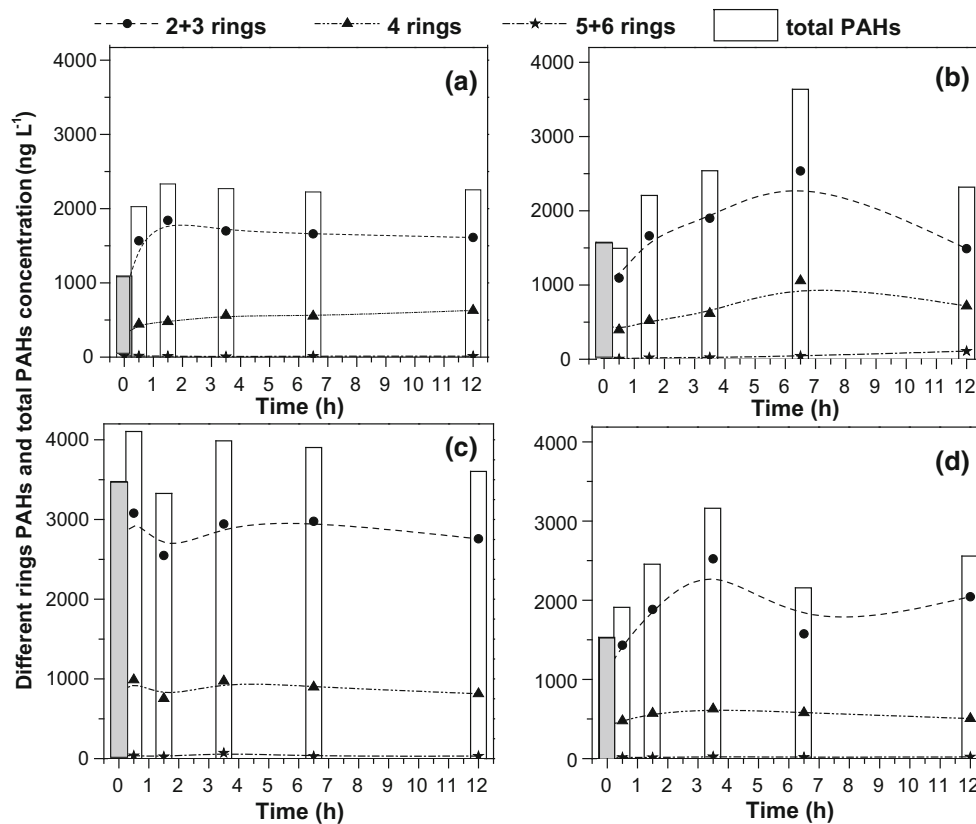 2+3 rings 4 rings 5+6 rings total PAHs
Different rings PAHs and total PAHs concentration (ng L-1)
(a)
4000
3000
2000
1000
0
0 1 2 3 4 5 6 7 8 9 10 11 12
Time (h)
(b)
4000
3000
2000
1000
0
0 1 2 3 4 5 6 7 8 9 10 11 12
Time (h)
(c)
4000
3000
2000
1000
0
0 1 2 3 4 5 6 7 8 9 10 11 12
Time (h)
(d)
4000
3000
2000
1000
0
0 1 2 3 4 5 6 7 8 9 10 11 12
Time (h)